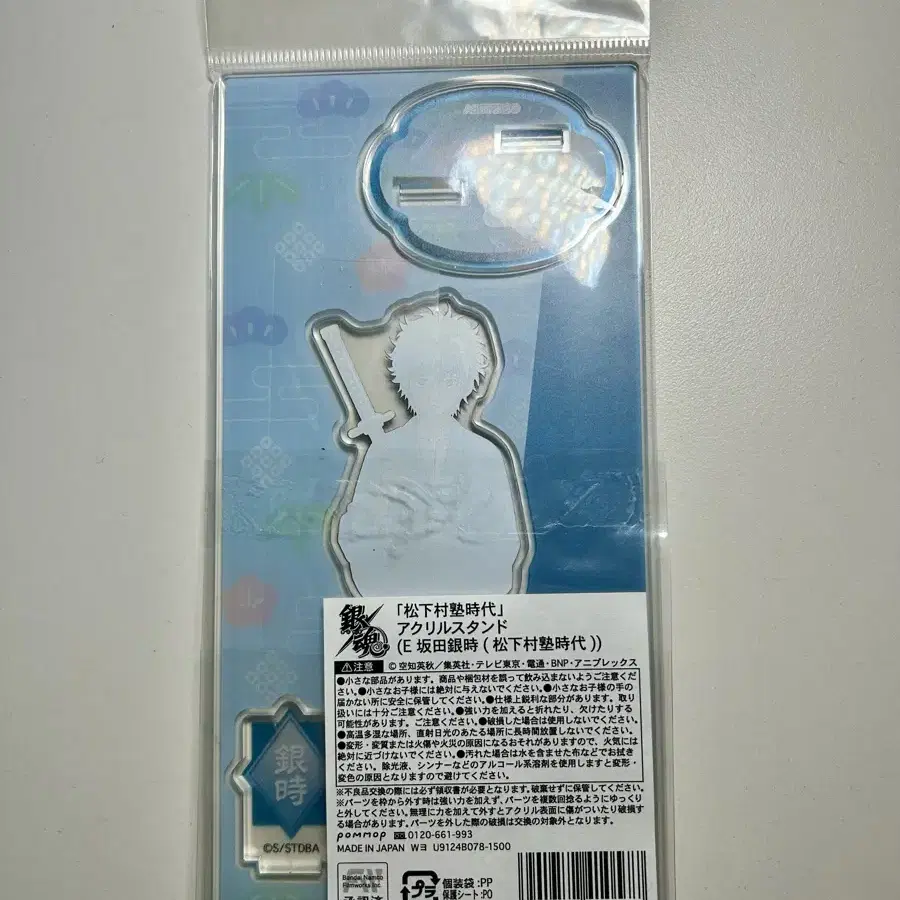 銀魂
「松下村塾時代」
アクリルスタンド
(E 坂田銀時 ( 松下村塾時代 ))
⚠注意 © 空知英秋／集英社・テレビ東京・電通・BNP・アニプレックス
●小さな部品があります。商品や梱包材を誤って飲み込まないようご注意くだ
さい。●小さなお子様には絶対に与えないでください。●小さなお子様の手の
届かない所に安全に保管してください。●仕様上鋭利な部分があります。取り
扱いには十分ご注意ください。●強い力を加えると折れたり、欠けたりする
可能性があります。ご注意ください。●破損した場合は使用しないでください。
●高温多湿な場所、直射日光のあたる場所に長時間放置しないでください。
●変形・変質または火傷や火災の原因になるおそれがありますので、火気には
絶対に近づけないでください。●汚れた場合は水を含ませた布などでお拭き
ください。除光液、シンナーなどのアルコール系溶剤を使用しますと変形・
変色の原因となりますので避けてください。
※不良品交換の際には必ず領収書が必要となります。破棄せずに保管してください。
※パーツを枠から外す時は強い力を加えず、パーツを複数回捻るようにゆっくり
と外してください。無理に力を加えて外すとアクリル表面に傷がついたり破損す
る場合があります。パーツを外した際の破損は交換の対象外となります。
pommop 0120-661-993
MADE IN JAPAN Wヨ U9124B078-1500
Bandai Namco
Filmworks Inc.
承認済
プラ
個装袋 :PP
保護シート:PO
銀時
©S/STDBA